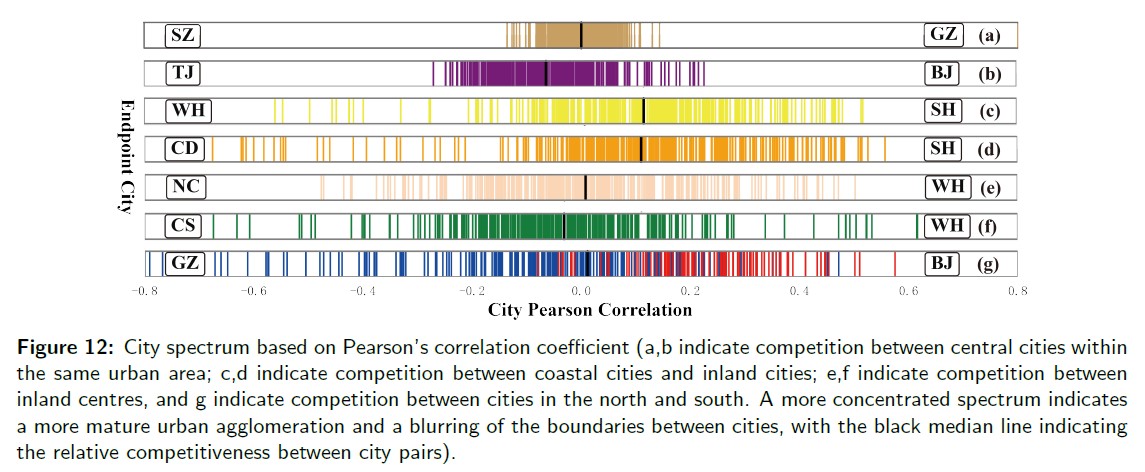 SZ GZ (a)
TJ BJ (b)
WH SH (c)
CD SH (d)
NC WH (e)
CS WH (f)
GZ BJ (g)
Endpoint City
-0.8 -0.6 -0.4 -0.2 0.0 0.2 0.4 0.6 0.8
City Pearson Correlation
Figure 12: City spectrum based on Pearson's correlation coefficient (a,b indicate competition between central cities within
the same urban area; c,d indicate competition between coastal cities and inland cities; e,f indicate competition between
inland centres, and g indicate competition between cities in the north and south. A more concentrated spectrum indicates
a more mature urban agglomeration and a blurring of the boundaries between cities, with the black median line indicating
the relative competitiveness between city pairs).